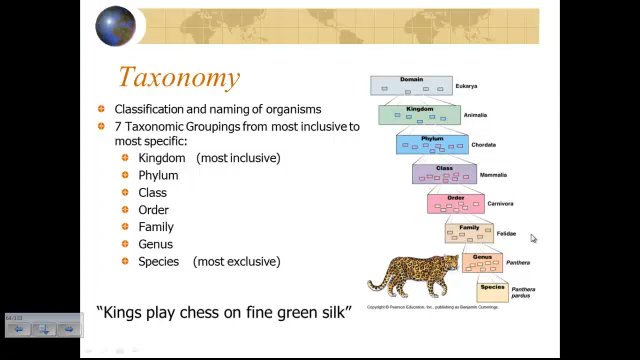 Taxonomy
Classification and naming of organisms
7 Taxonomic Groupings from most inclusive to
most specific:
Kingdom (most inclusive)
Phylum
Class
Order
Family
Genus
Species (most exclusive)
"Kings play chess on fine green silk"
Domain
Eukarya
Kingdom
Animalia
Phylum
Chordata
Class
Mammalia
Order
Carnivora
Family
Felidae
Genus
Panthera
Species
Panthera
pardus
Copyright © Pearson Education, Inc., publishing as Benjamin Cummings.